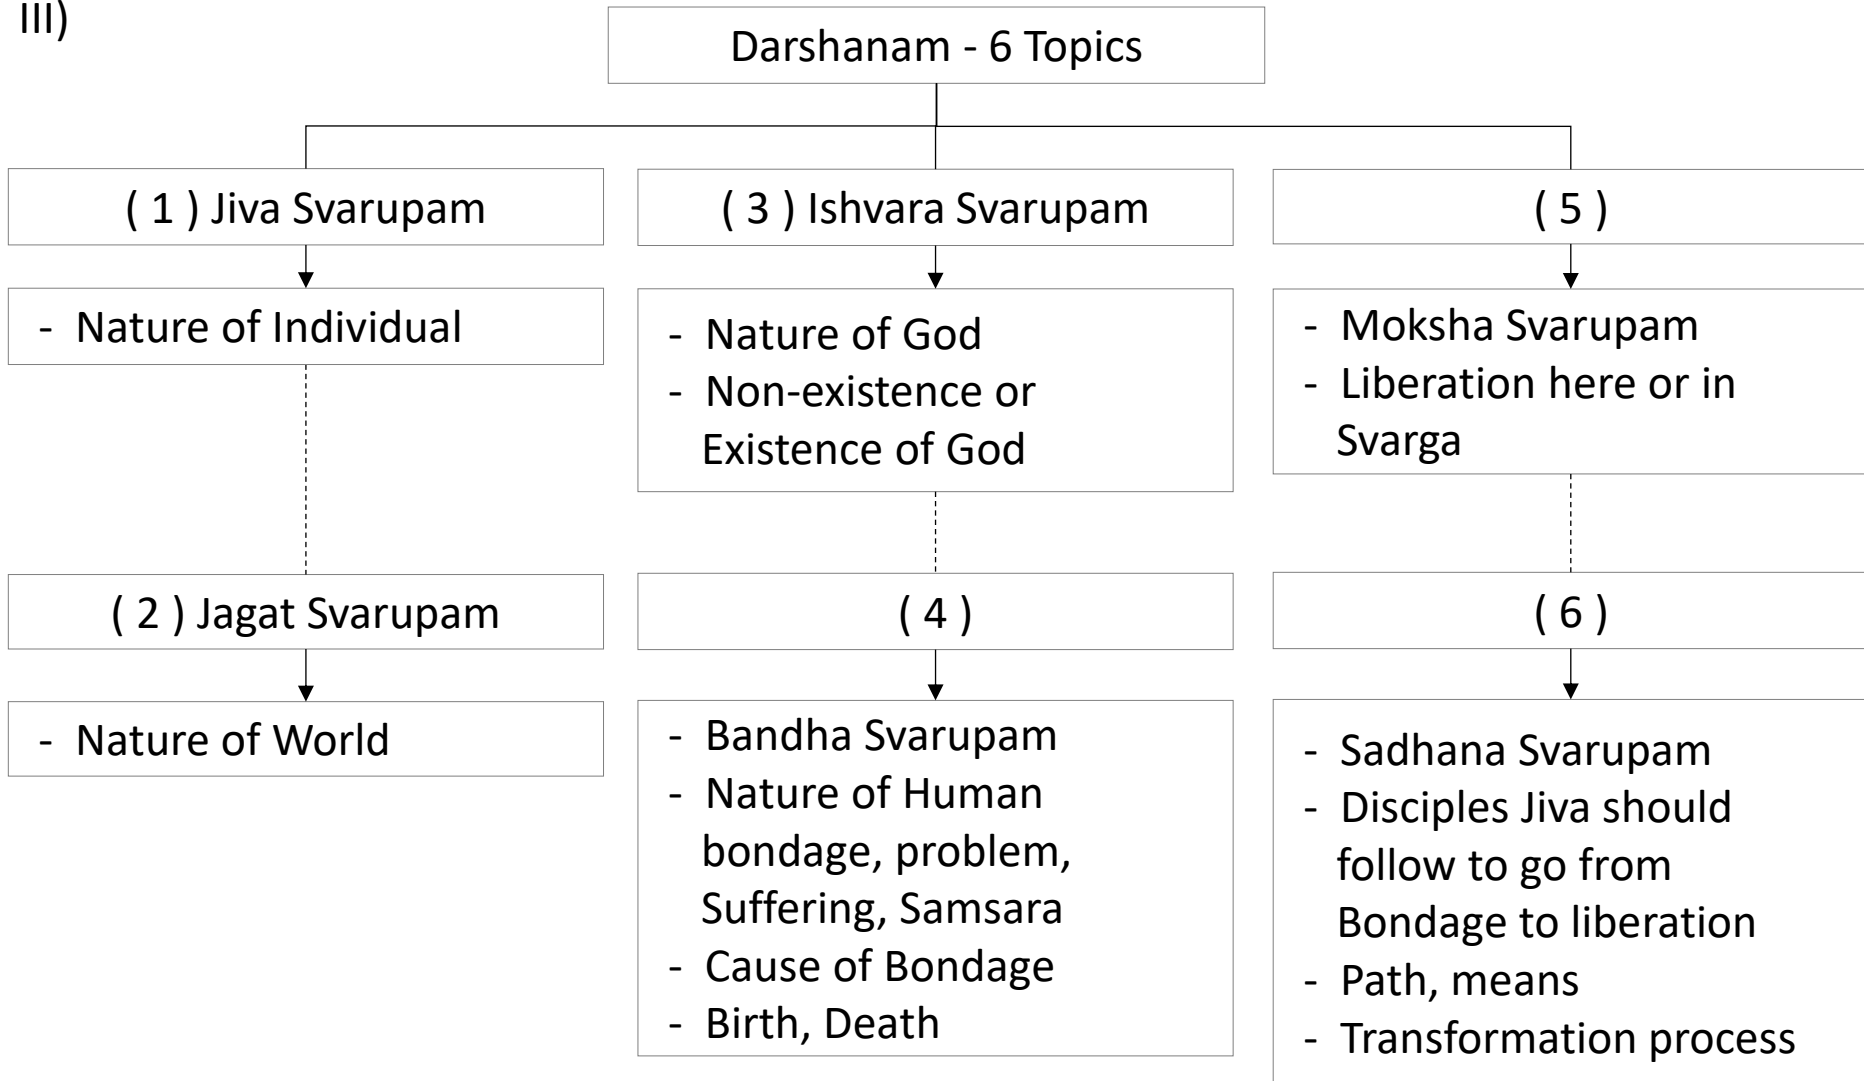 III)
Darshanam - 6 Topics
( 1 ) Jiva Svarupam
- Nature of Individual
( 2 ) Jagat Svarupam
- Nature of World
( 3 ) Ishvara Svarupam
- Nature of God
- Non-existence or
Existence of God
( 4 )
- Bandha Svarupam
- Nature of Human
bondage, problem,
Suffering, Samsara
- Cause of Bondage
- Birth, Death
( 5 )
- Moksha Svarupam
- Liberation here or in
Svarga
( 6 )
- Sadhana Svarupam
- Disciples Jiva should
follow to go from
Bondage to liberation
- Path, means
- Transformation process